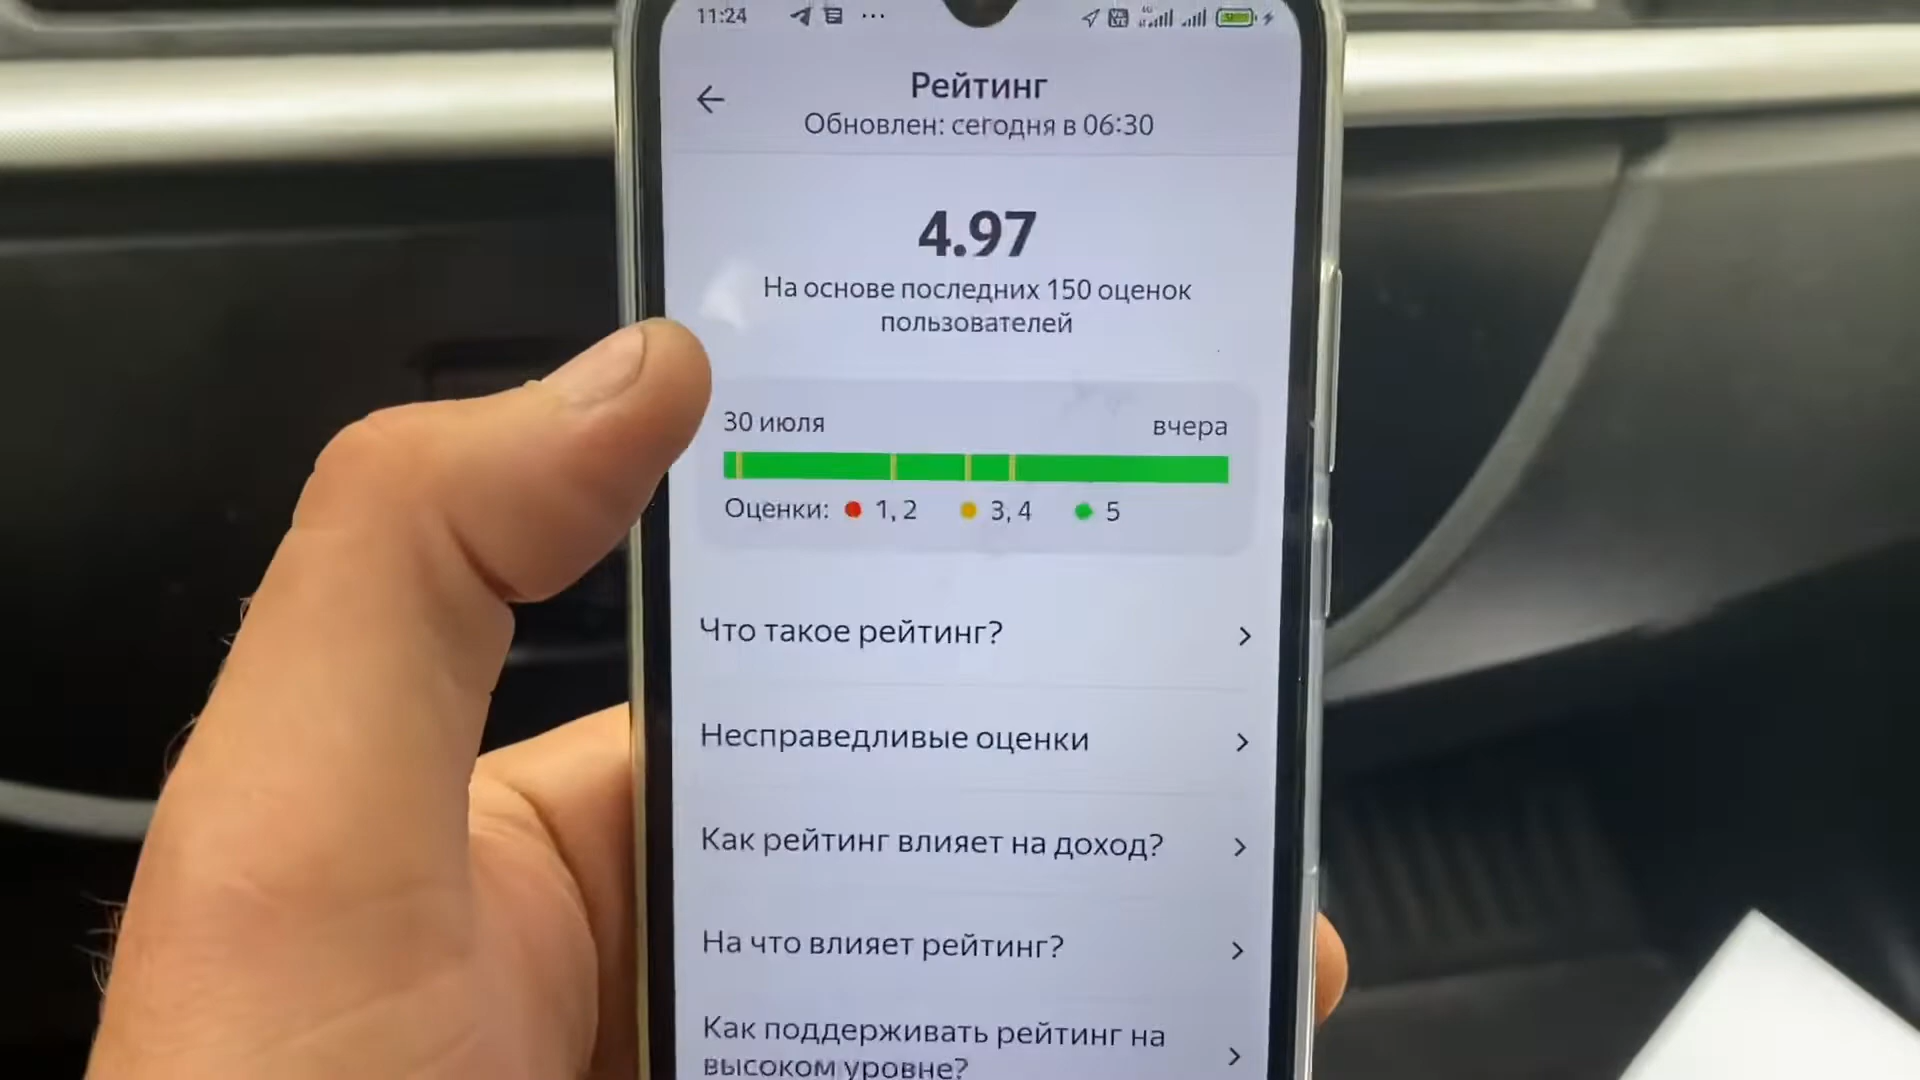 11:24
Рейтинг
Обновлен: сегодня в 06:30
4.97
На основе последних 150 оценок
пользователей
30 июля вчера
Оценки: 1, 2 3, 4 5
Что такое рейтинг?
Несправедливые оценки
Как рейтинг влияет на доход?
На что влияет рейтинг?
Как поддерживать рейтинг на
высоком уровне?